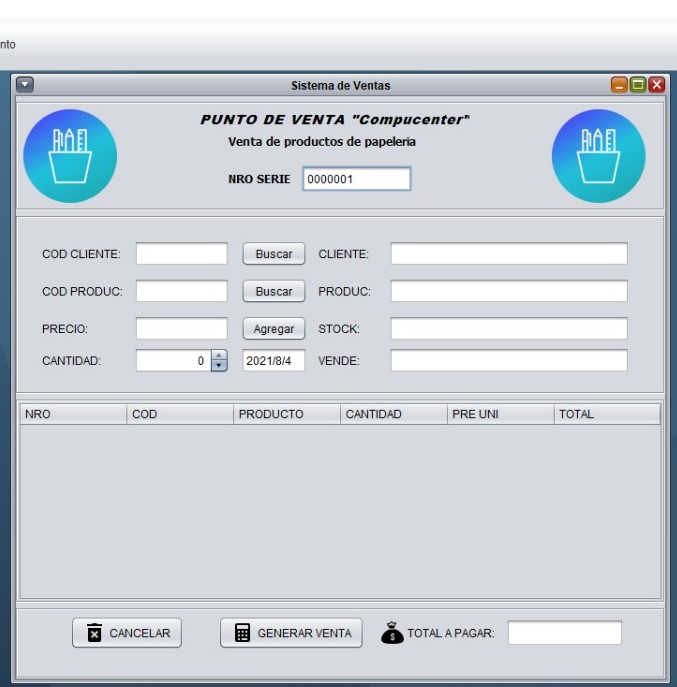 nto
Sistema de Ventas
PUNTO DE VENTA "Compucenter"
Venta de productos de papeleria
NRO SERIE 0000001
COD CLIENTE: Buscar CLIENTE:
COD PRODUC: Buscar PRODUC:
PRECIO: Agregar STOCK:
CANTIDAD: 0 2021/8/4 VENDE:
NRO COD PRODUCTO CANTIDAD PRE UNI TOTAL
CANCELAR GENERAR VENTA $ TOTAL A PAGAR: